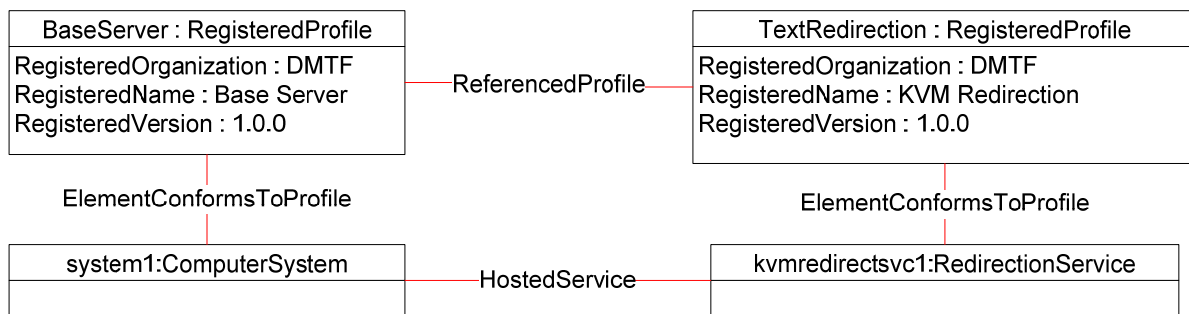 BaseServer : RegisteredProfile
RegisteredOrganization : DMTF
RegisteredName : Base Server
RegisteredVersion : 1.0.0
ReferencedProfile
TextRedirection : RegisteredProfile
RegisteredOrganization : DMTF
RegisteredName : KVM Redirection
RegisteredVersion : 1.0.0
ElementConformsToProfile
ElementConformsToProfile
system1:ComputerSystem
HostedService
kvmredirectsvc1:RedirectionService